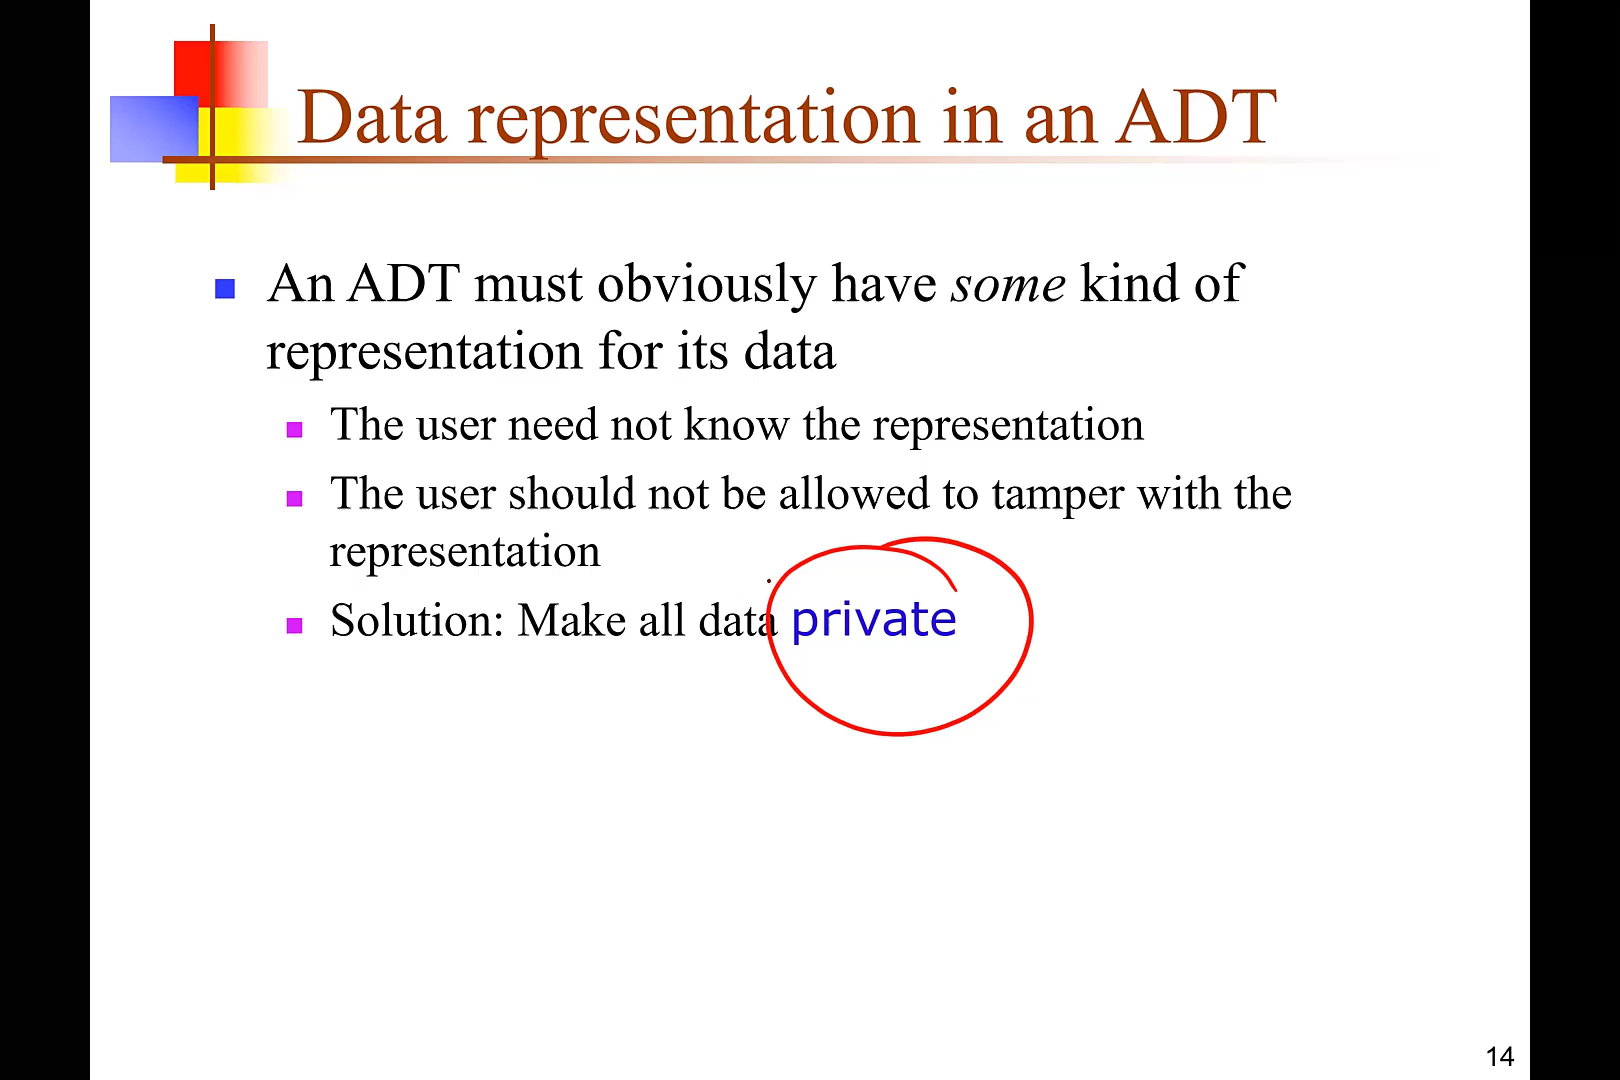 Data representation in an ADT
An ADT must obviously have some kind of
representation for its data
The user need not know the representation
The user should not be allowed to tamper with the
representation
Solution: Make all data private
14